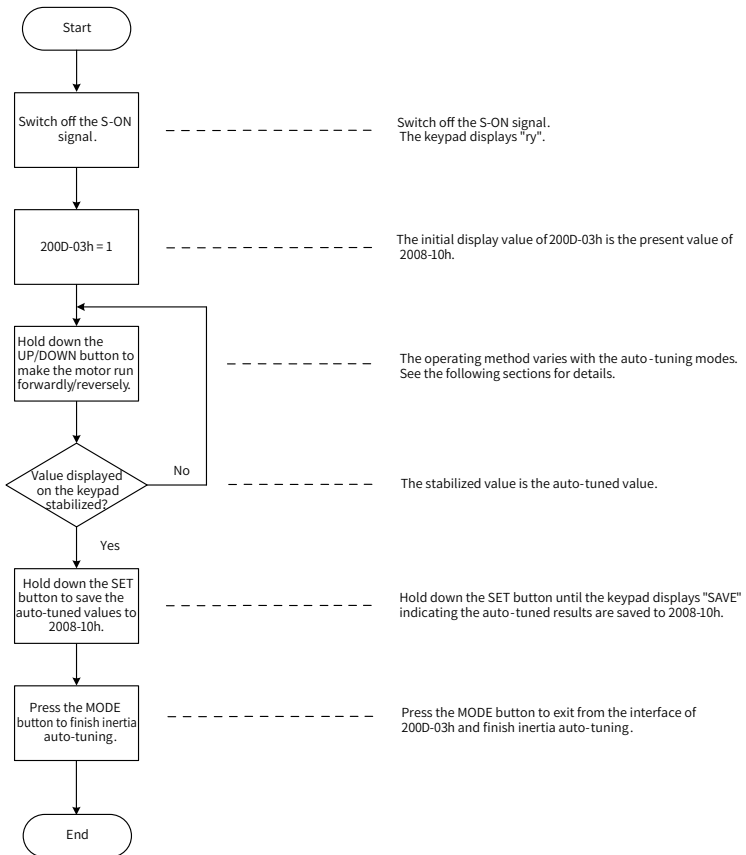 Start
Switch off the S-ON
signal.
Switch off the S-ON signal.
The keypad displays "ry".
200D-03h = 1
The initial display value of 200D-03h is the present value of
2008-10h.
Hold down the
UP/DOWN button to
make the motor run
forwardly/reversely.
The operating method varies with the auto-tuning modes.
See the following sections for details.
Value displayed
on the keypad
stabilized?
No
The stabilized value is the auto-tuned value.
Yes
Hold down the SET
button to save the
auto-tuned values to
2008-10h.
Hold down the SET button until the keypad displays "SAVE"
indicating the auto-tuned results are saved to 2008-10h.
Press the MODE
button to finish inertia
auto-tuning.
Press the MODE button to exit from the interface of
200D-03h and finish inertia auto-tuning.
End